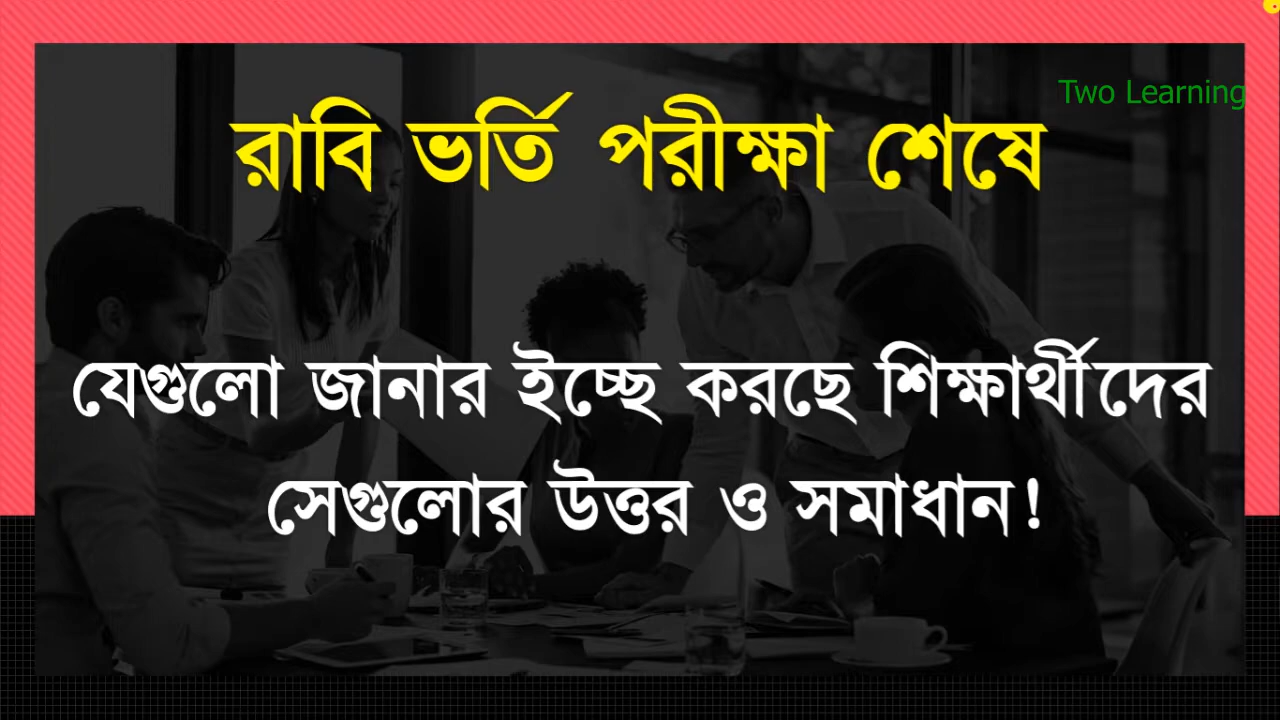 Two Learning
রাবি ভর্তি পরীক্ষা শেষে
যেগুলো জানার ইচ্ছে করছে শিক্ষার্থীদের
সেগুলোর উত্তর ও সমাধান!